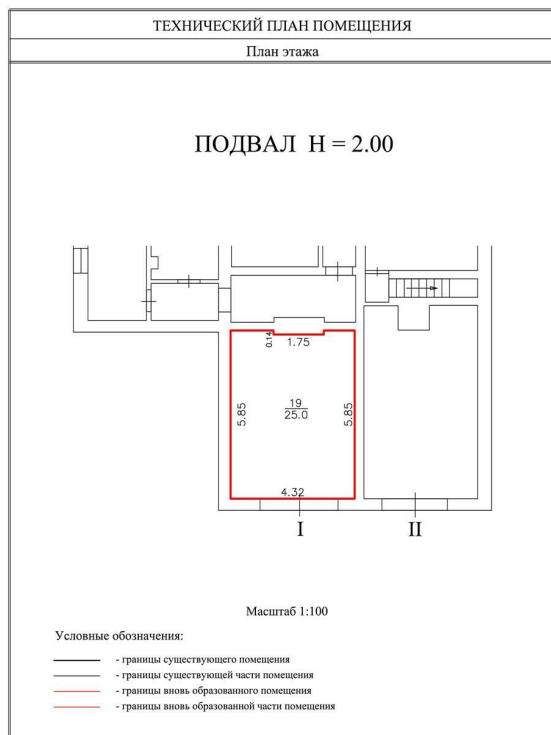 ТЕХНИЧЕСКИЙ ПЛАН ПОМЕЩЕНИЯ
План этажа
ПОДВАЛ Н = 2.00
0.14
1.75
5.85
19
25.0
5.85
4.32
I
II
Масштаб 1:100
Условные обозначения:
- границы существующего помещения
- границы существующей части помещения
- границы вновь образованного помещения
- границы вновь образованной части помещения